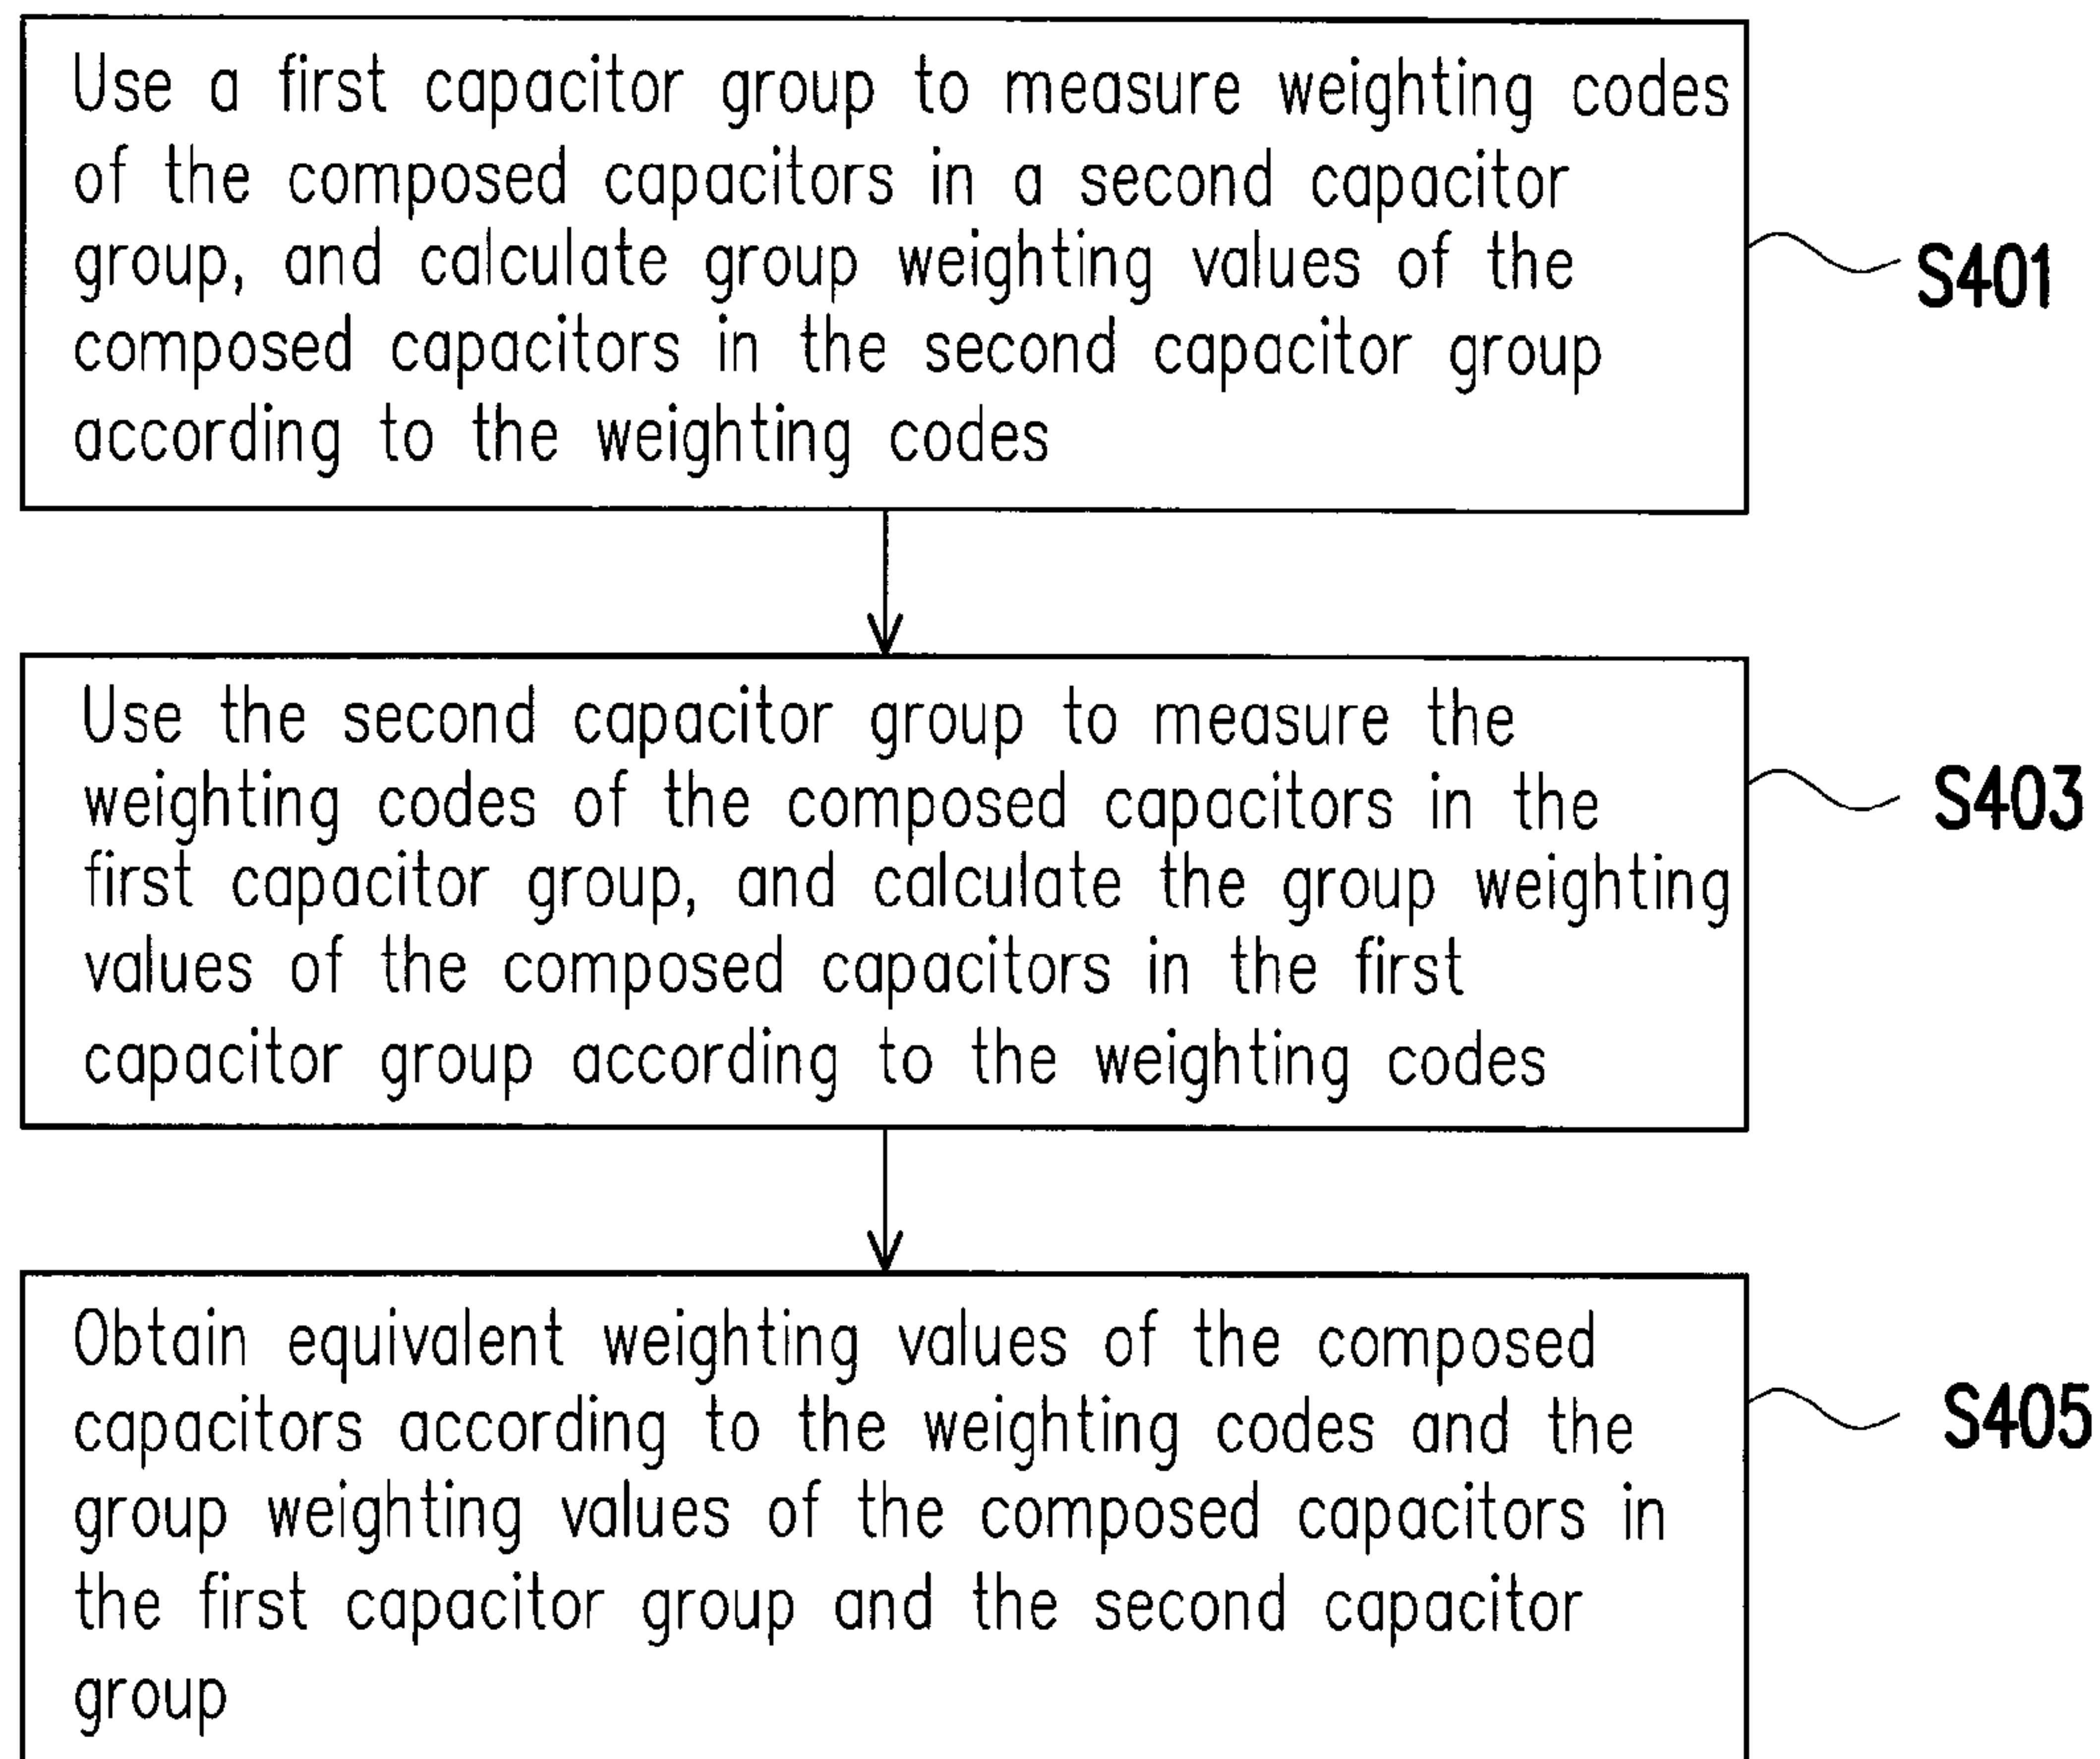 Use a first capacitor group to measure weighting codes
of the composed capacitors in a second capacitor
group, and calculate group weighting values of the
composed capacitors in the second capacitor group
according to the weighting codes
S401
Use the second capacitor group to measure the
weighting codes of the composed capacitors in the
first capacitor group, and calculate the group weighting
values of the composed capacitors in the first
capacitor group according to the weighting codes
S403
Obtain equivalent weighting values of the composed
capacitors according to the weighting codes and the
group weighting values of the composed capacitors in
the first capacitor group and the second capacitor
group
S405